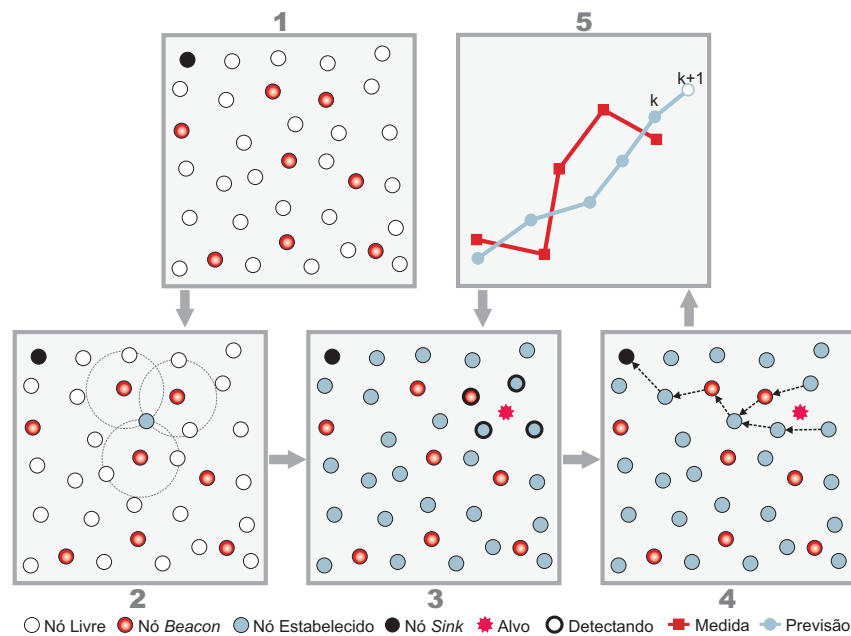 1
5
k+1
k
2
3
4
Nó Livre
Nó Beacon
Nó Estabelecido
Nó Sink
Alvo
Detectando
Medida
Previsão